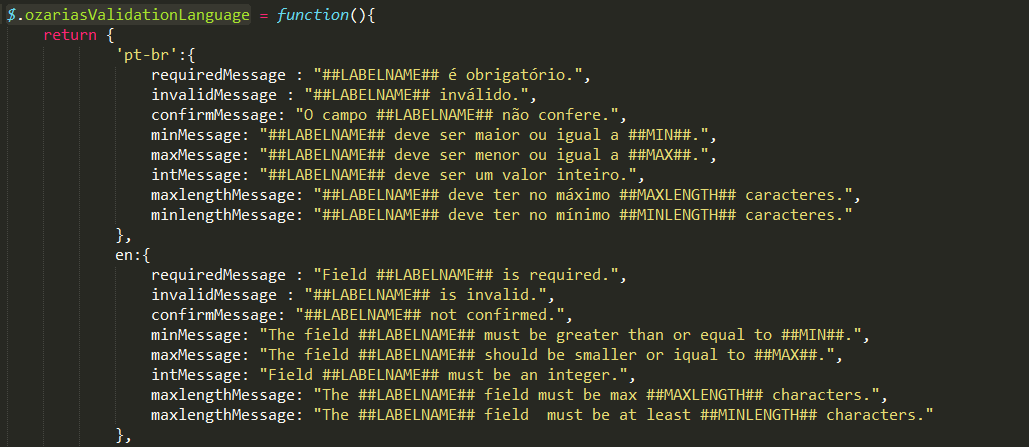 $.ozariasValidationLanguage = function(){
return {
'pt-br':{
requiredMessage : "##LABELNAME## é obrigatório.",
invalidMessage : "##LABELNAME## inválido.",
confirmMessage: "O campo ##LABELNAME## não confere.",
minMessage: "##LABELNAME## deve ser maior ou igual a ##MIN##.",
maxMessage: "##LABELNAME## deve ser menor ou igual a ##MAX##.",
intMessage: "##LABELNAME## deve ser um valor inteiro.",
maxlengthMessage: "##LABELNAME## deve ter no máximo ##MAXLENGTH## caracteres.",
minlengthMessage: "##LABELNAME## deve ter no mínimo ##MINLENGTH## caracteres."
},
en:{
requiredMessage : "Field ##LABELNAME## is required.",
invalidMessage : "##LABELNAME## is invalid.",
confirmMessage: "##LABELNAME## not confirmed.",
minMessage: "The field ##LABELNAME## must be greater than or equal to ##MIN##.",
maxMessage: "The field ##LABELNAME## should be smaller or iqual to ##MAX##.",
intMessage: "Field ##LABELNAME## must be an integer.",
maxlengthMessage: "The ##LABELNAME## field must be max ##MAXLENGTH## characters.",
maxlengthMessage: "The ##LABELNAME## field  must be at least ##MINLENGTH## characters."
},